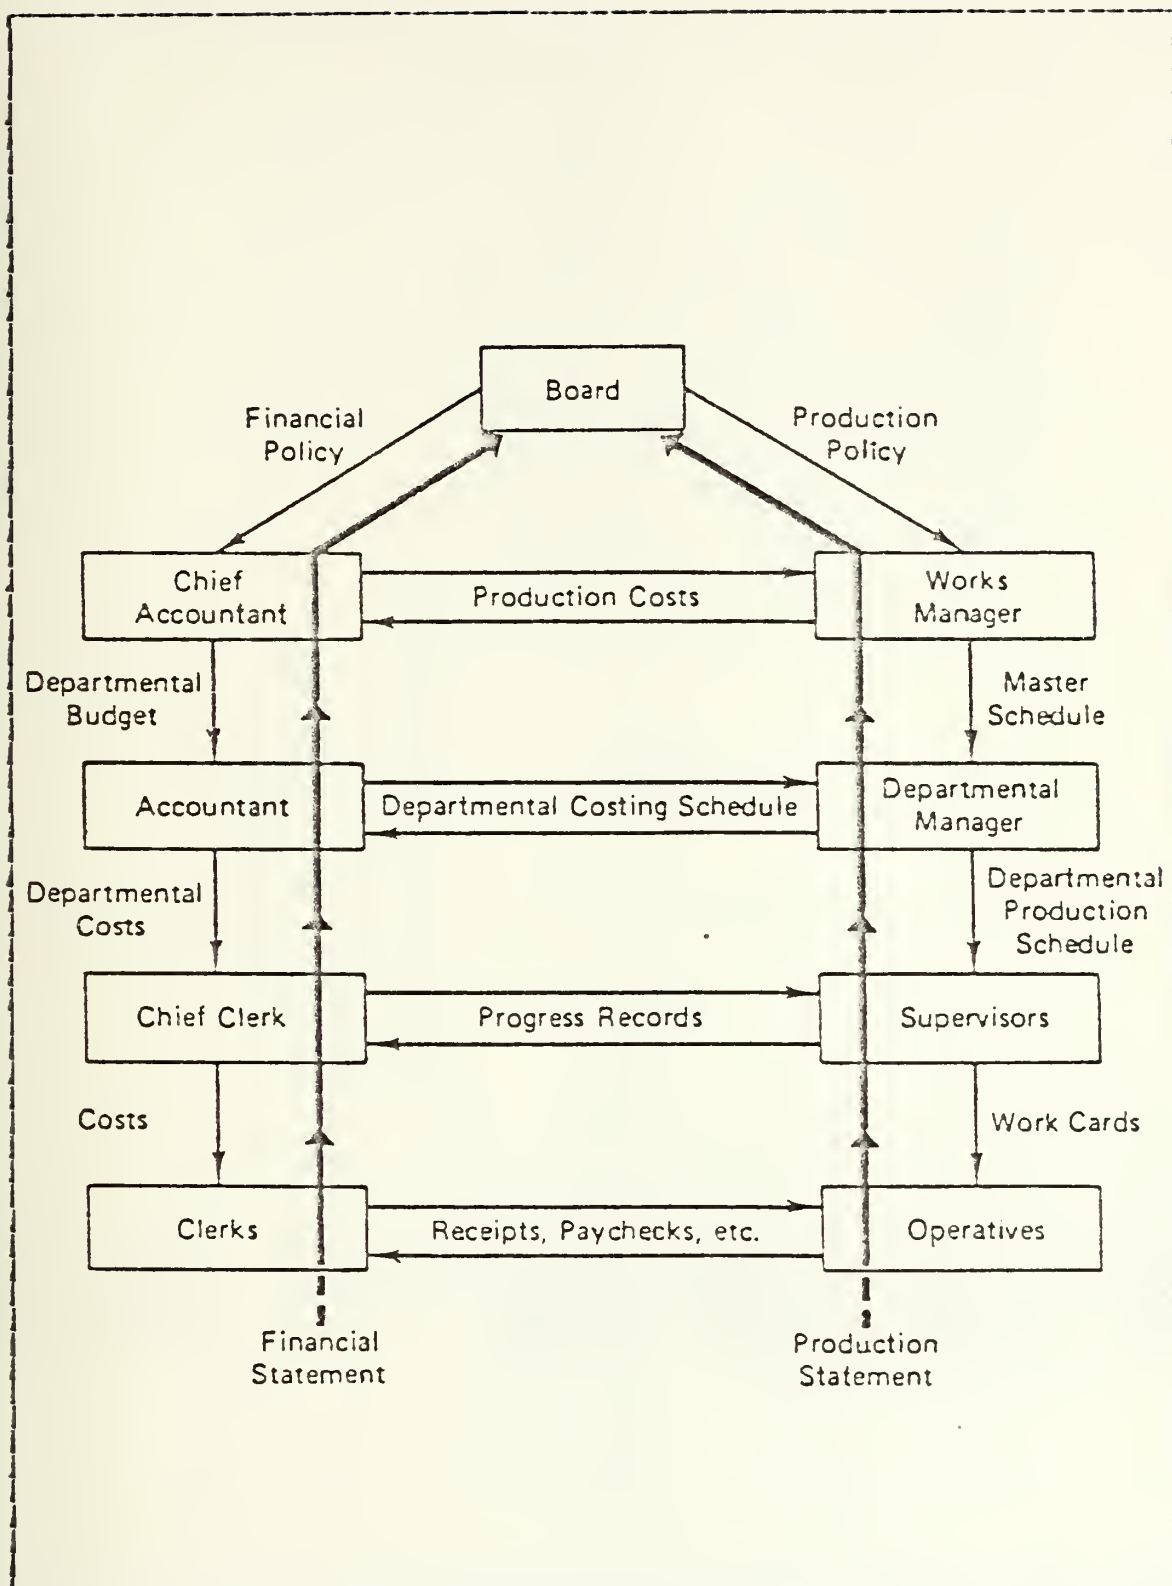 Board
Financial
Policy
Production
Policy
Chief
Accountant
Production Costs
Works
Manager
Departmental
Budget
Master
Schedule
Accountant
Departmental Costing Schedule
Departmental
Manager
Departmental
Costs
Departmental
Production
Schedule
Chief Clerk
Progress Records
Supervisors
Costs
Work Cards
Clerks
Receipts, Paychecks, etc.
Operatives
Financial
Statement
Production
Statement